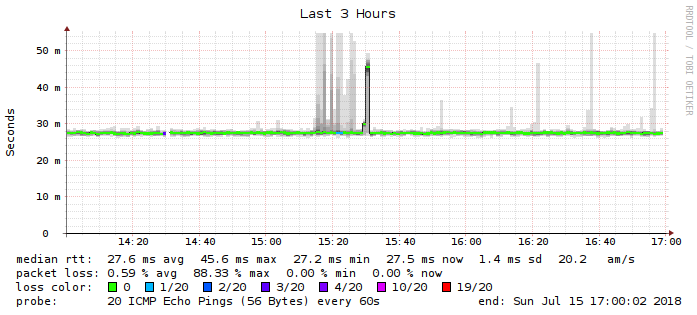 Last 3 Hours
RRDTOOL / TOBI OETIKER
Seconds
50 m
40 m
30 m
20 m
10 m
0
14:20 14:40 15:00 15:20 15:40 16:00 16:20 16:40 17:00
median rtt: 27.6 ms avg 45.6 ms max 27.2 ms min 27.5 ms now 1.4 ms sd 20.2 am/s
packet loss: 0.59 % avg 88.33 % max 0.00 % min 0.00 % now
loss color: 0 1/20 2/20 3/20 4/20 10/20 19/20
probe: 20 ICMP Echo Pings (56 Bytes) every 60s end: Sun Jul 15 17:00:02 2018